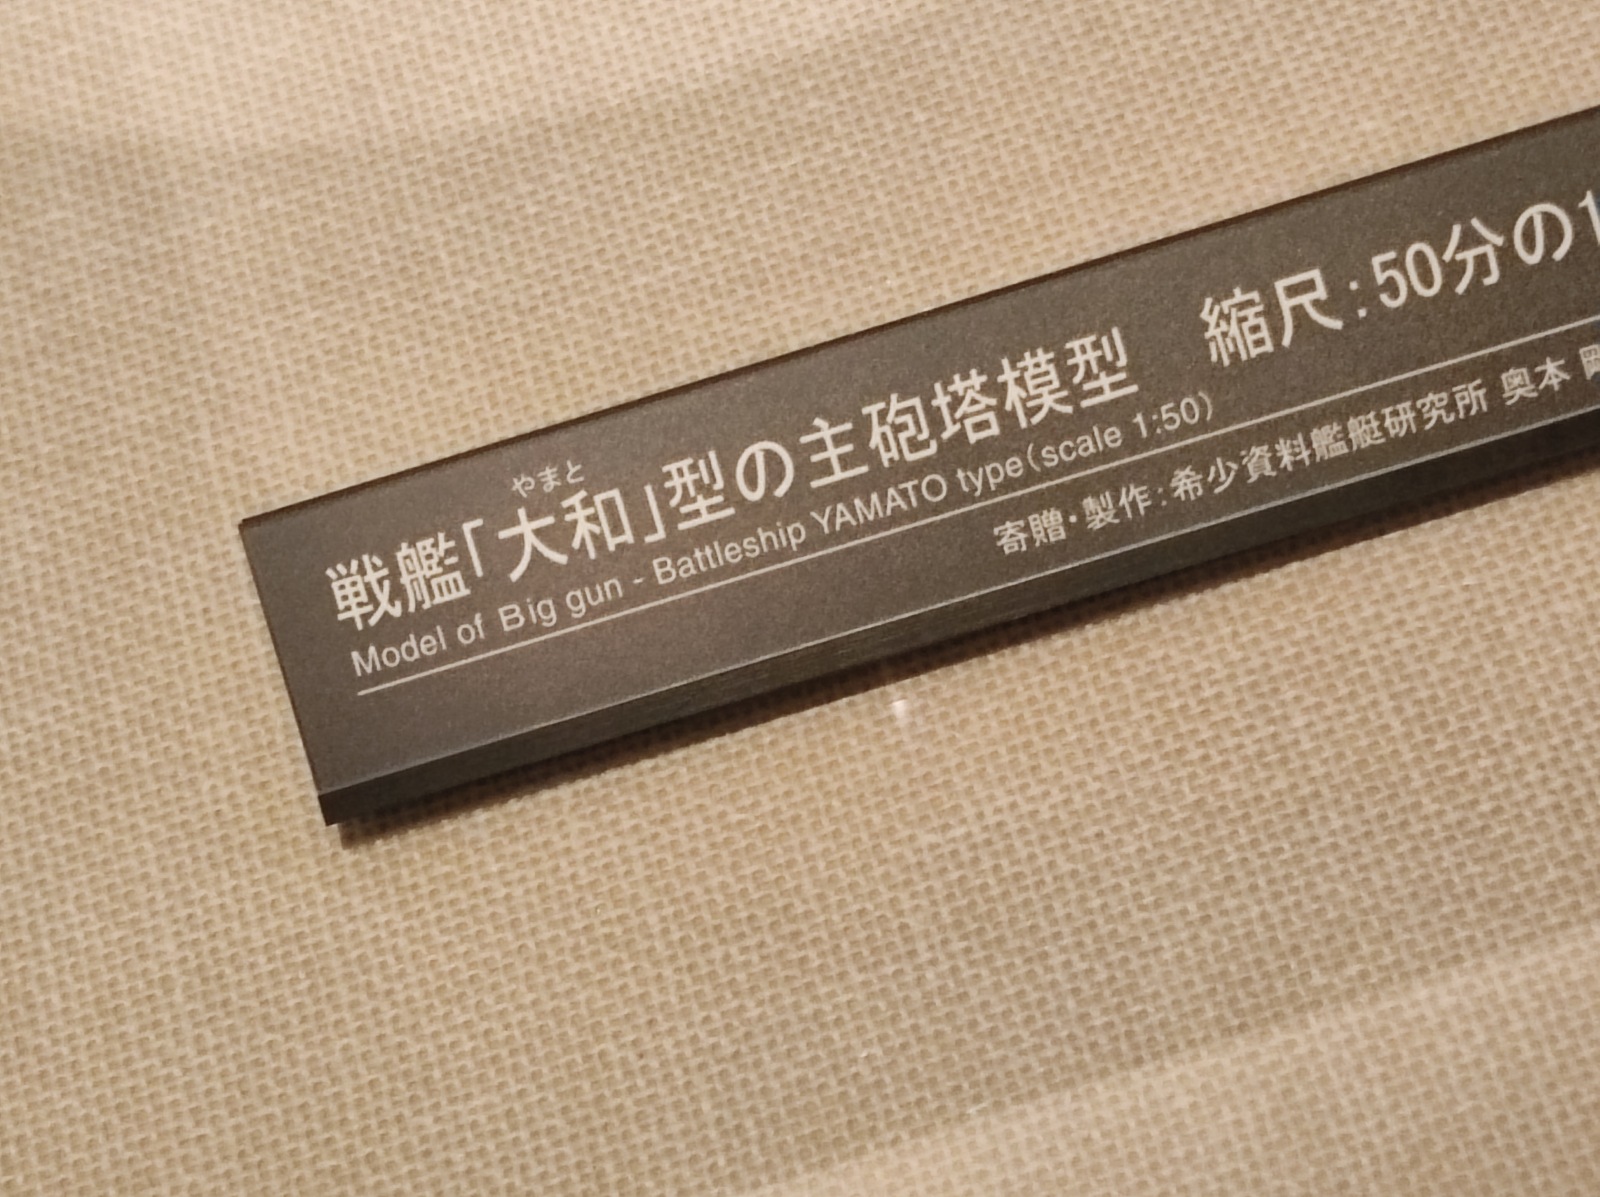 やまと
戦艦「大和」型の主砲塔模型　縮尺：50分の1
Model of Big gun - Battleship YAMATO type（scale 1:50）
寄贈・製作：希少資料艦艇研究所 奥本 剛